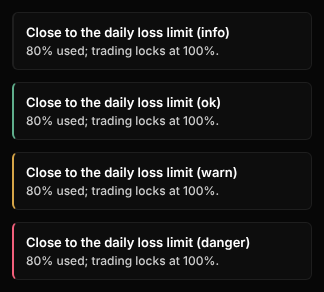 Close to the daily loss limit (info)
80% used; trading locks at 100%.
Close to the daily loss limit (ok)
80% used; trading locks at 100%.
Close to the daily loss limit (warn)
80% used; trading locks at 100%.
Close to the daily loss limit (danger)
80% used; trading locks at 100%.